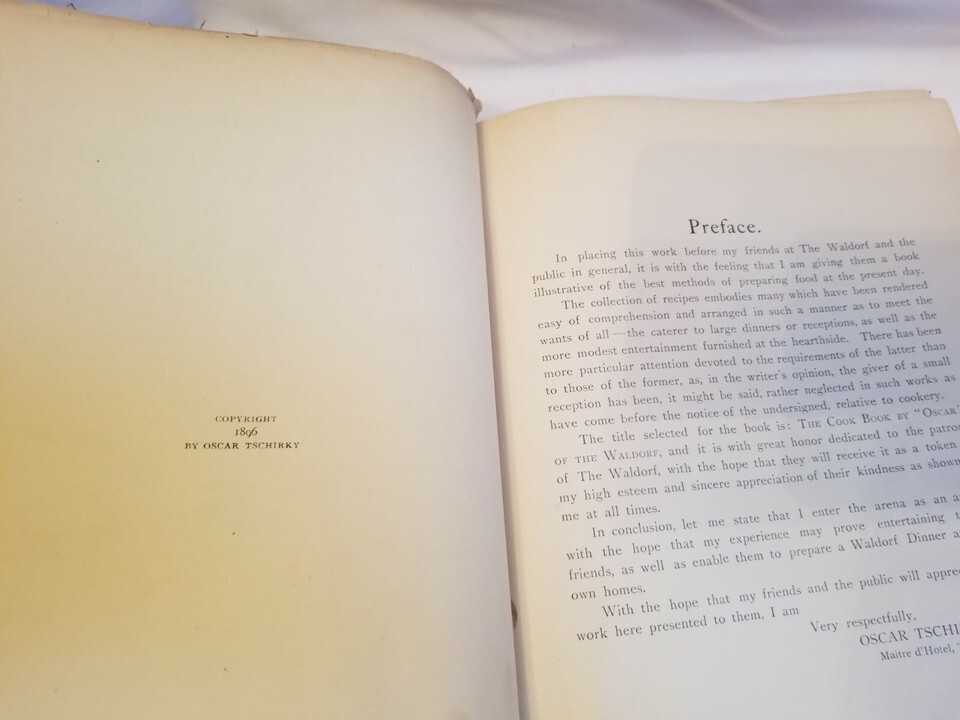 COPYRIGHT
1896
BY OSCAR TSCHIRKY
Preface.
In placing this work before my friends at The Waldorf and the
public in general, it is with the feeling that I am giving them a book
illustrative of the best methods of preparing food at the present day.
The collection of recipes embodies many which have been rendered
easy of comprehension and arranged in such a manner as to meet the
wants of all — the caterer to large dinners or receptions, as well as the
more modest entertainment furnished at the hearthside. There has been
more particular attention devoted to the requirements of the latter than
to those of the former, as, in the writer's opinion, the giver of a small
reception has been, it might be said, rather neglected in such works as
have come before the notice of the undersigned, relative to cookery.
The title selected for the book is: THE COOK BOOK BY "OSCAR"
OF THE WALDORF, and it is with great honor dedicated to the patron
of The Waldorf, with the hope that they will receive it as a token
my high esteem and sincere appreciation of their kindness as shown
me at all times.
In conclusion, let me state that I enter the arena as an a
with the hope that my experience may prove entertaining t
friends, as well as enable them to prepare a Waldorf Dinner a
own homes.
With the hope that my friends and the public will apprec
work here presented to them, I am
Very respectfully,
OSCAR TSCHI
Maitre d'Hotel,